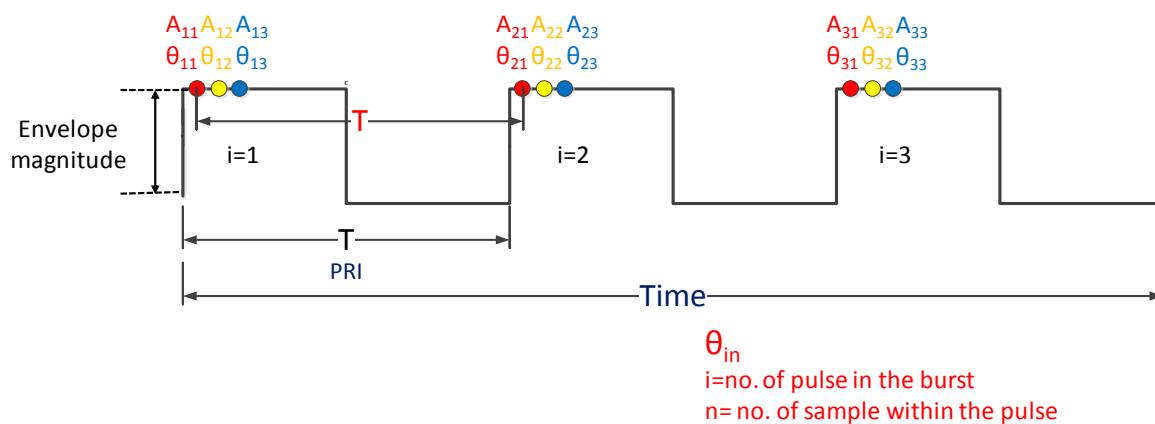 A11 A12 A13
θ11 θ12 θ13
A21 A22 A23
θ21 θ22 θ23
A31 A32 A33
θ31 θ32 θ33
c
T
Envelope
magnitude
i=1
i=2
i=3
T
PRI
Time
θin
i=no. of pulse in the burst
n= no. of sample within the pulse